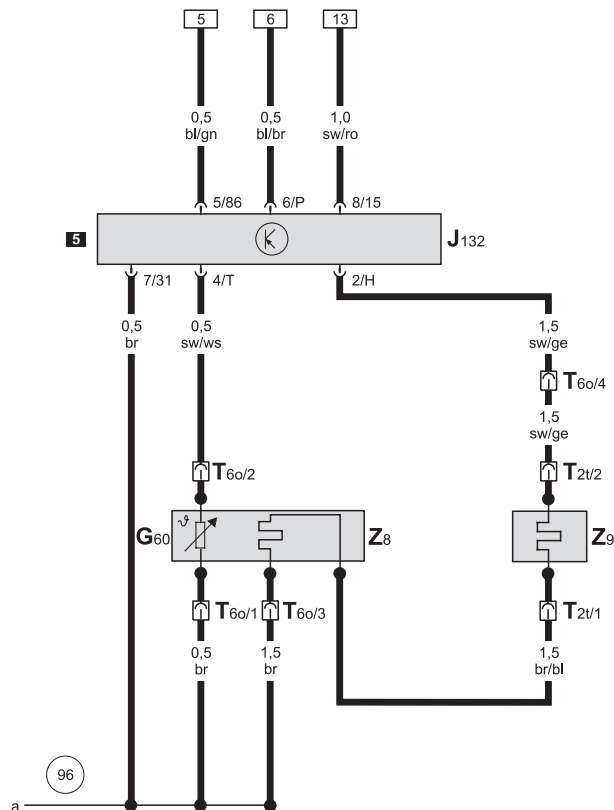 5 6 13
0,5 0,5 1,0
bl/gn bl/br sw/ro
5/86 6/P 8/15
5 J132
7/31 4/T 2/H
0,5 0,5 1,5
br sw/ws sw/ge
T6o/4
1,5
sw/ge
T6o/2 T2t/2
ϑ
G60 Z8 Z9
T6o/1 T6o/3 T2t/1
0,5 1,5 1,5
br br br/bl
96
a